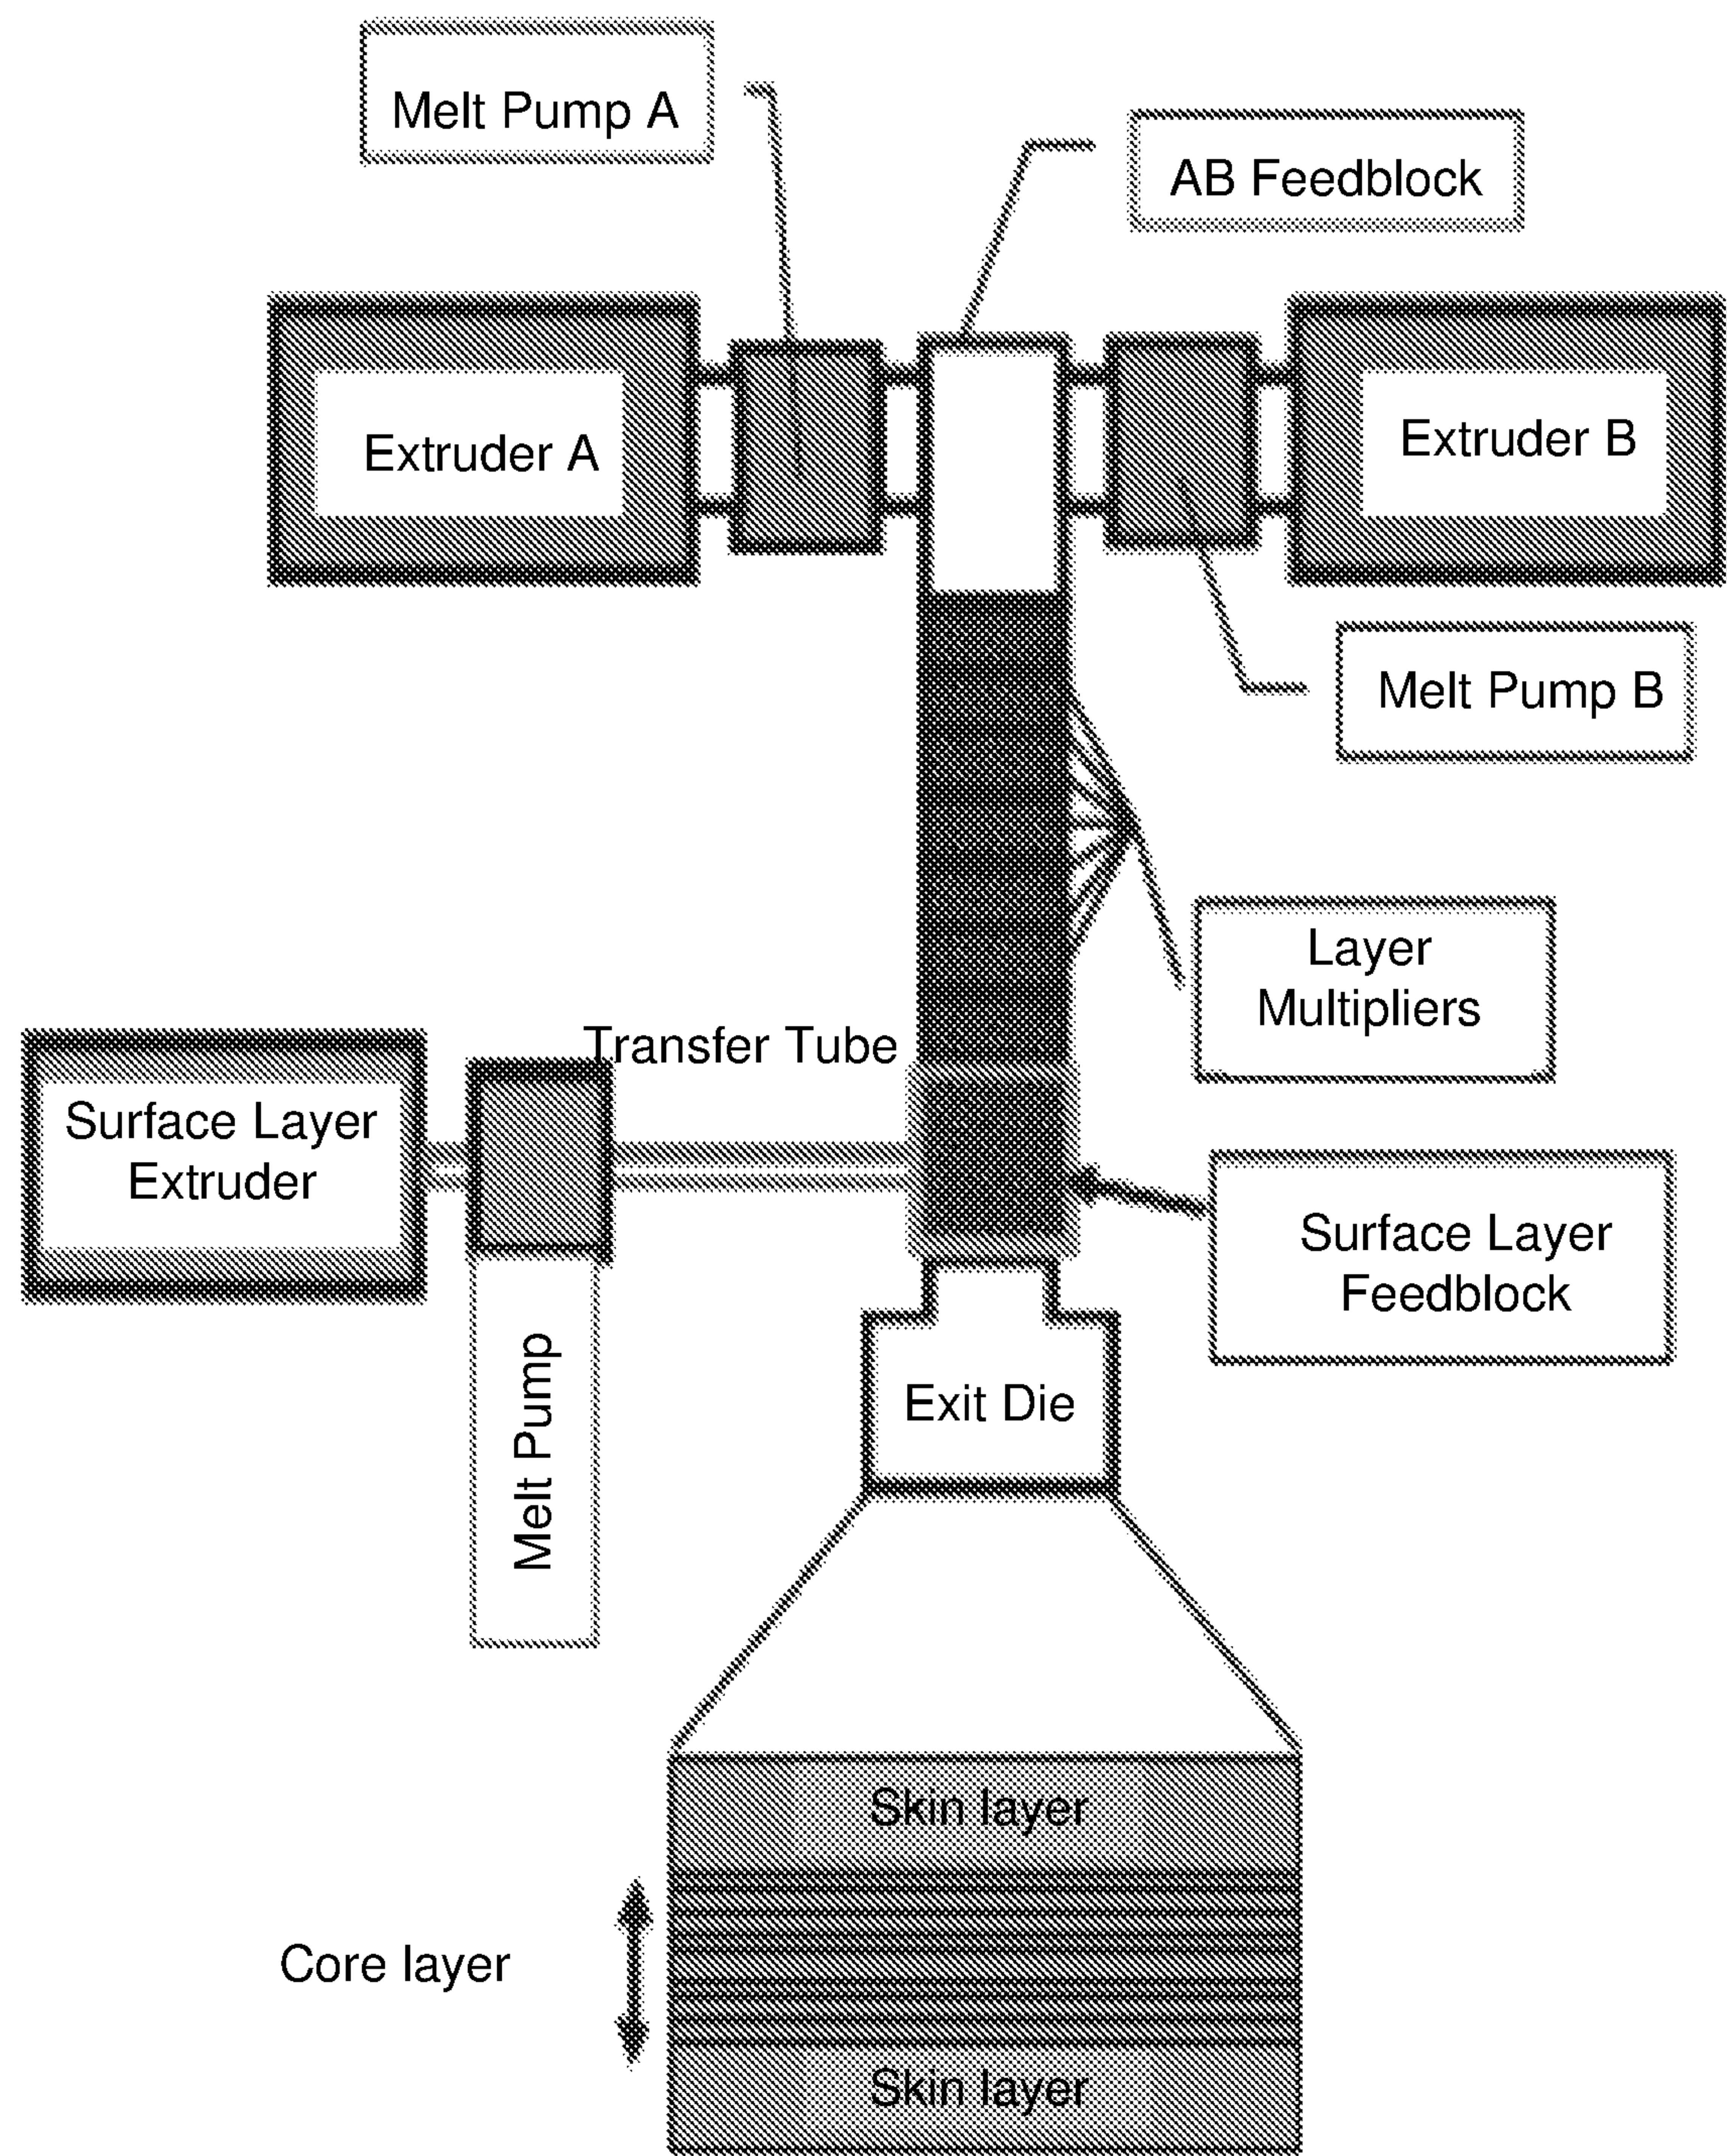 Melt Pump A
AB Feedblock
Extruder A
Extruder B
Melt Pump B
Layer
Multipliers
Transfer Tube
Surface Layer
Extruder
Surface Layer
Feedblock
Melt Pump
Exit Die
Skin layer
Core layer
Skin layer